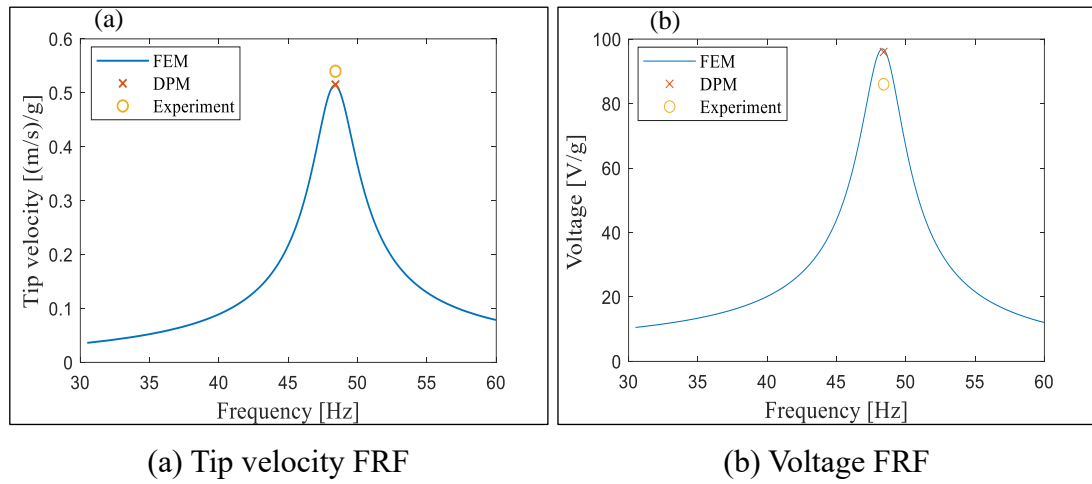 (a)
Tip velocity [(m/s)/g]
0.6
0.5
0.4
0.3
0.2
0.1
0
FEM
DPM
Experiment
30 35 40 45 50 55 60
Frequency [Hz]
(b)
Voltage [V/g]
100
80
60
40
20
0
FEM
DPM
Experiment
30 35 40 45 50 55 60
Frequency [Hz]
(a) Tip velocity FRF
(b) Voltage FRF